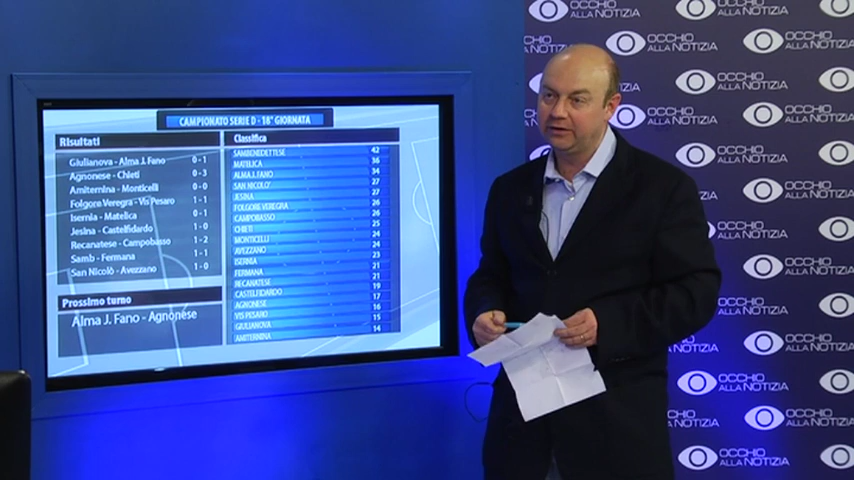 CAMPIONATO SERIE D - 18° GIORNATA
Risultati
Giulianova - Alma J. Fano 0 - 1
Agnonese - Chieti 0 - 3
Amiternina - Monticelli 0 - 0
Folgore Veregra - Vis Pesaro 1 - 1
Isernia - Matelica 0 - 1
Jesina - Castelfidardo 1 - 0
Recanatese - Campobasso 1 - 2
Samb - Fermana 1 - 1
San Nicolò - Avezzano 1 - 0
Prossimo turno
Alma J. Fano - Agnonese
Classifica
SAMBENEDETTESE 42
MATELICA 36
ALMA J. FANO 34
SAN NICOLO' 27
JESINA 27
FOLGORE VEREGRA 26
CAMPOBASSO 26
CHIETI 25
MONTICELLI 24
AVEZZANO 24
ISERNIA 23
FERMANA 21
RECANATESE 21
CASTELFIDARDO 19
AGNONESE 17
VIS PESARO 16
GIULIANOVA 15
AMITERNINA 14
OCCHIO ALLA NOTIZIA